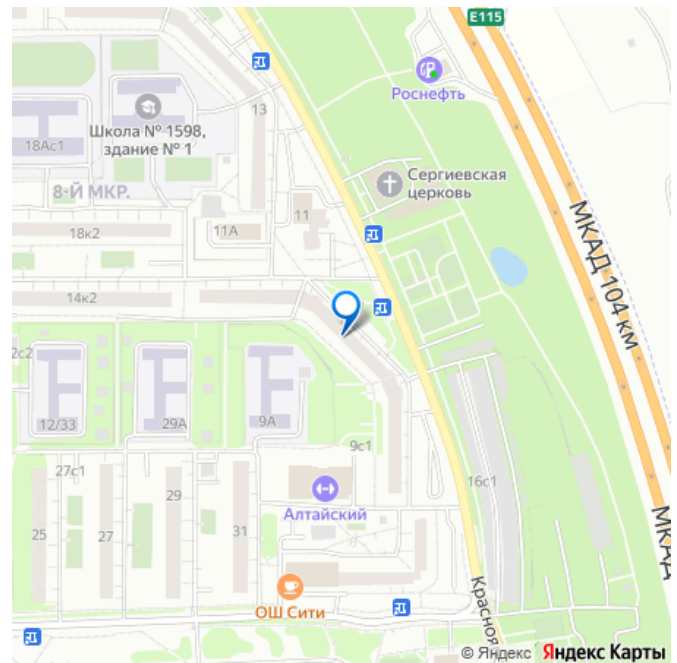 E115
Роснефть
13
Школа № 1598,
здание № 1
18Ас1
Сергиевская
церковь
8-Й МКР.
11
11А
18к2
МКАД 104 км
14к2
2с2
12/33
29А
9А
9с1
27с1
16с1
29
Алтайский
25
27
31
МКАД
ОШ Сити
Красноя
© Яндекс Яндекс Карты